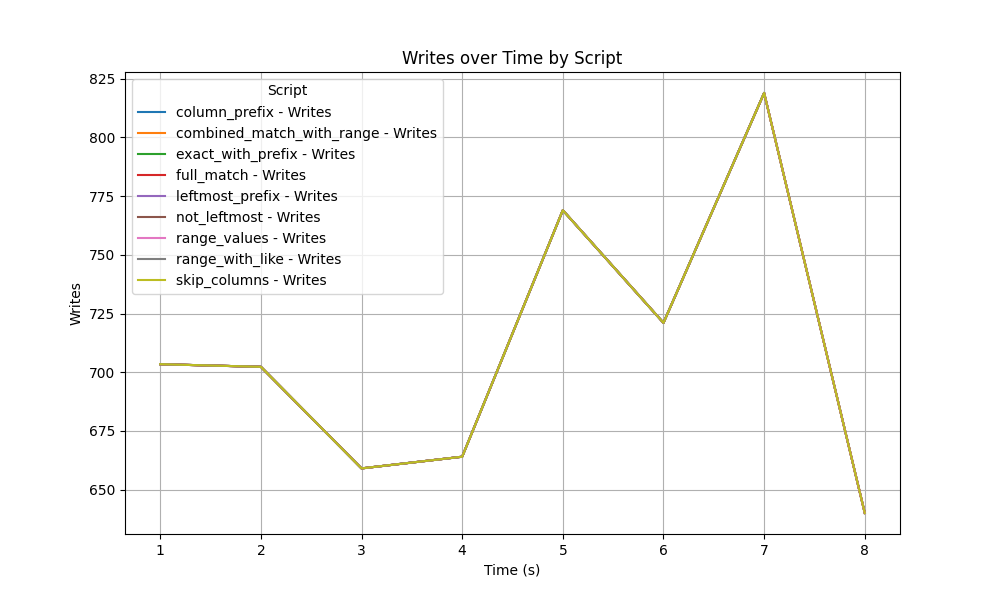 Writes over Time by Script
825
800
775
750
725
700
675
650
Writes
Script
column_prefix - Writes
combined_match_with_range - Writes
exact_with_prefix - Writes
full_match - Writes
leftmost_prefix - Writes
not_leftmost - Writes
range_values - Writes
range_with_like - Writes
skip_columns - Writes
1 2 3 4 5 6 7 8
Time (s)